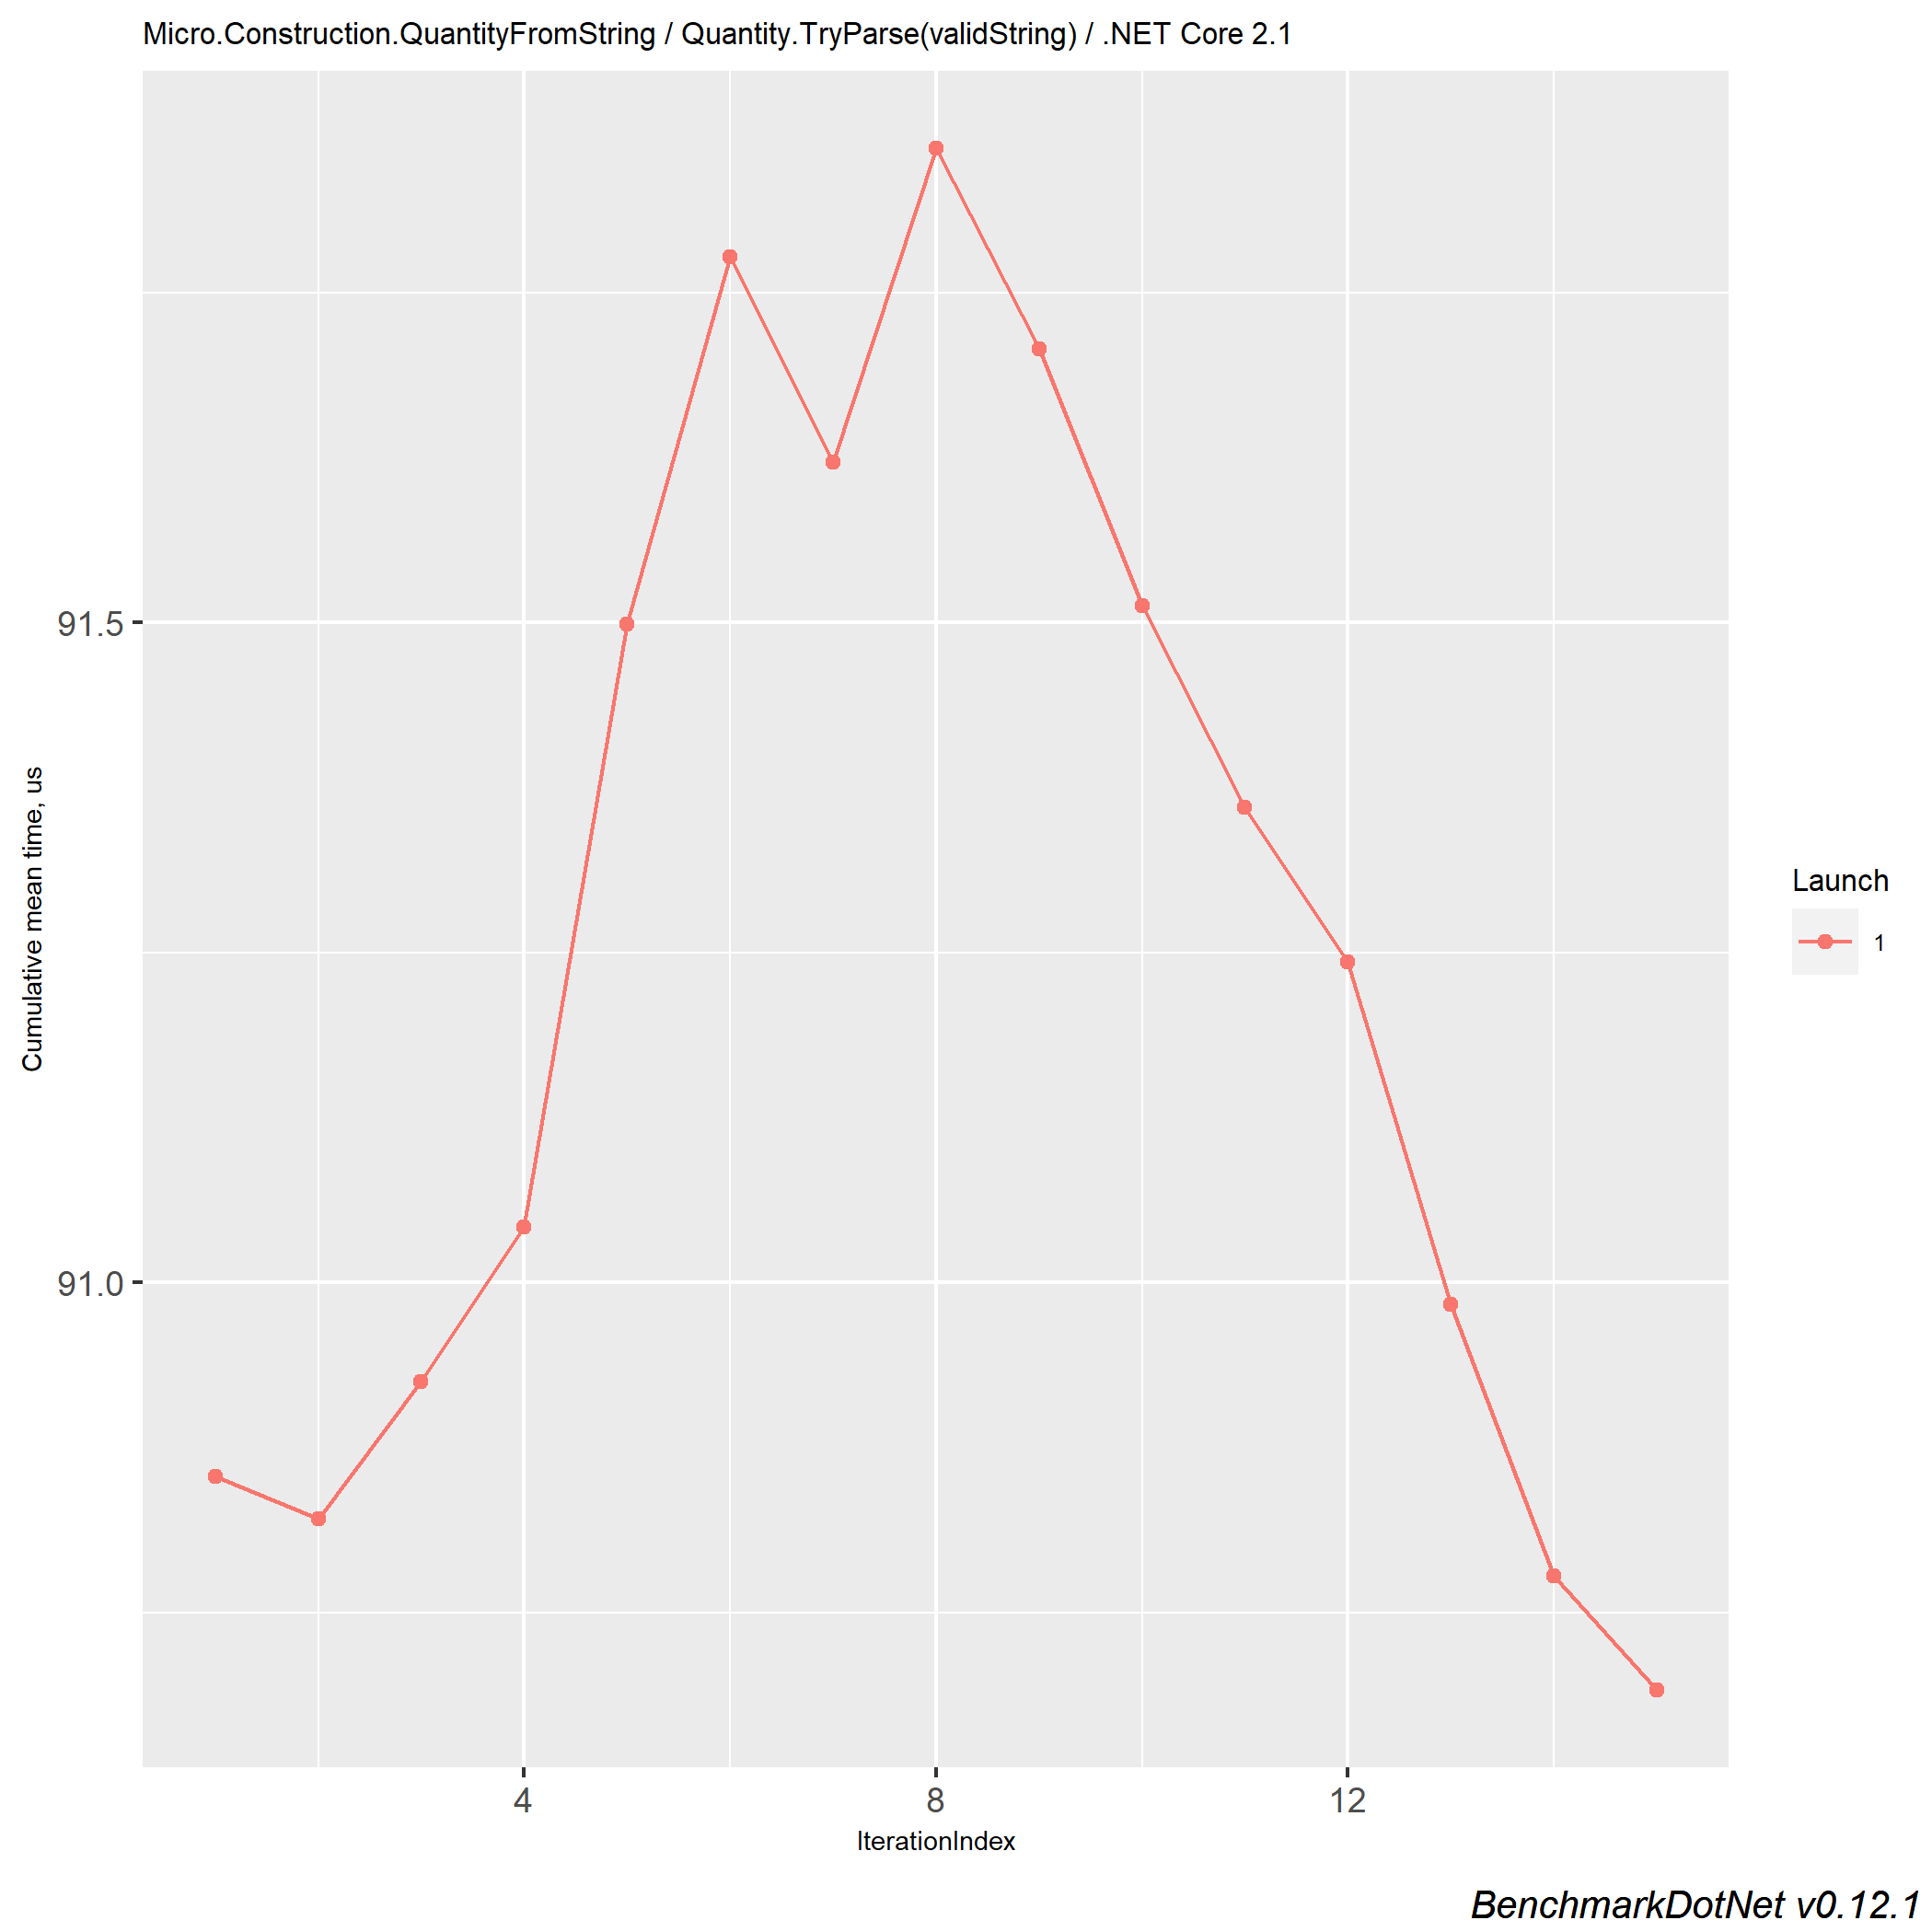 Micro.Construction.QuantityFromString / Quantity.TryParse(validString) / .NET Core 2.1
91.5
91.0
Cumulative mean time, us
4
8
12
IterationIndex
Launch
1
BenchmarkDotNet v0.12.1